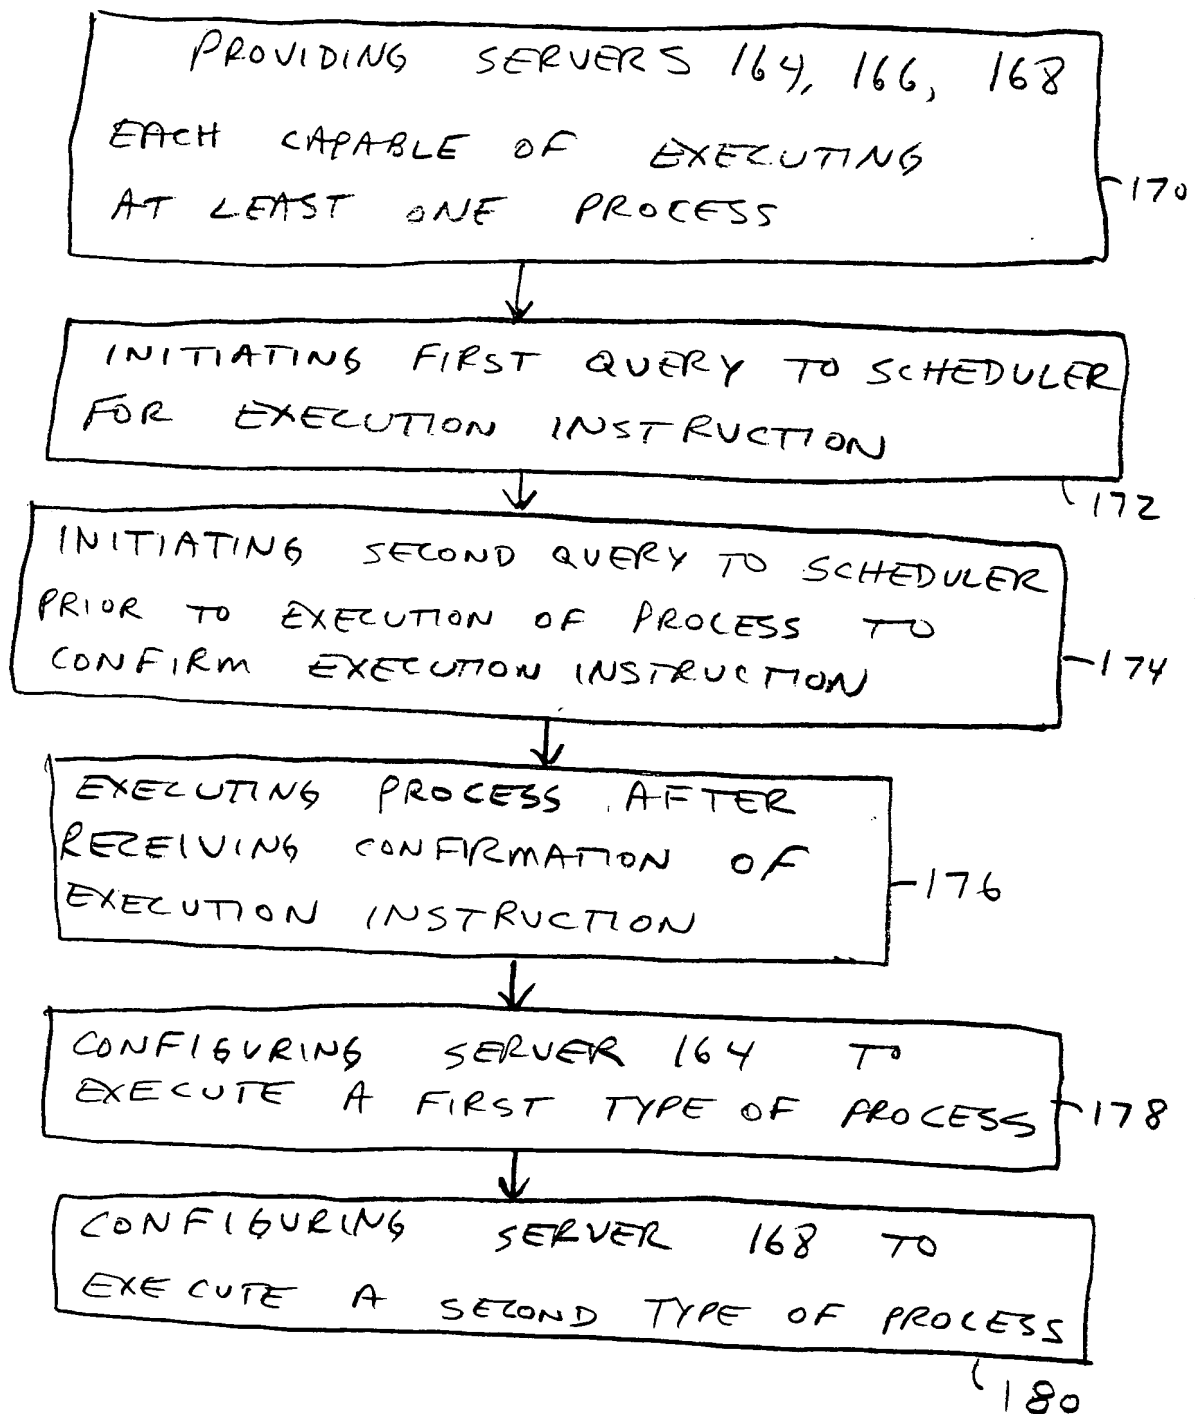 PROVIDING SERVERS 164, 166, 168
EACH CAPABLE OF EXECUTING
AT LEAST ONE PROCESS
170
INITIATING FIRST QUERY TO SCHEDULER
FOR EXECUTION INSTRUCTION
172
INITIATING SECOND QUERY TO SCHEDULER
PRIOR TO EXECUTION OF PROCESS TO
CONFIRM EXECUTION INSTRUCTION
174
EXECUTING PROCESS AFTER
RECEIVING CONFIRMATION OF
EXECUTION INSTRUCTION
176
CONFIGURING SERVER 164 TO
EXECUTE A FIRST TYPE OF PROCESS
178
CONFIGURING SERVER 168 TO
EXECUTE A SECOND TYPE OF PROCESS
180